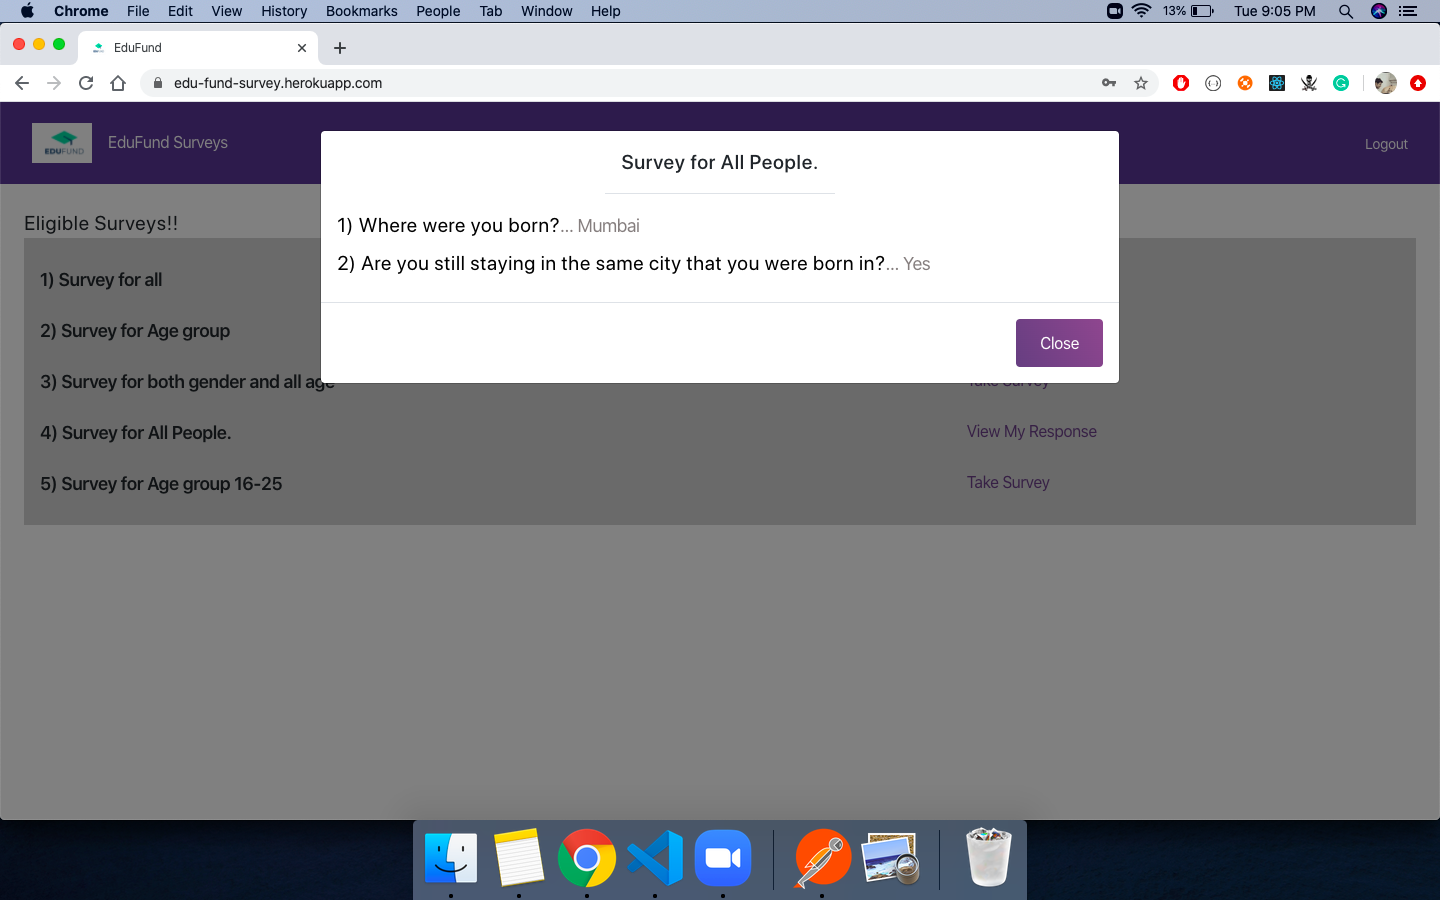 Chrome File Edit View History Bookmarks People Tab Window Help 13% Tue 9:05 PM
EduFund
edu-fund-survey.herokuapp.com
EDUFUND EduFund Surveys Logout
Survey for All People.
1) Where were you born?... Mumbai
2) Are you still staying in the same city that you were born in?... Yes
Close
Eligible Surveys!!
1) Survey for all
2) Survey for Age group
3) Survey for both gender and all age Take Survey
4) Survey for All People. View My Response
5) Survey for Age group 16-25 Take Survey